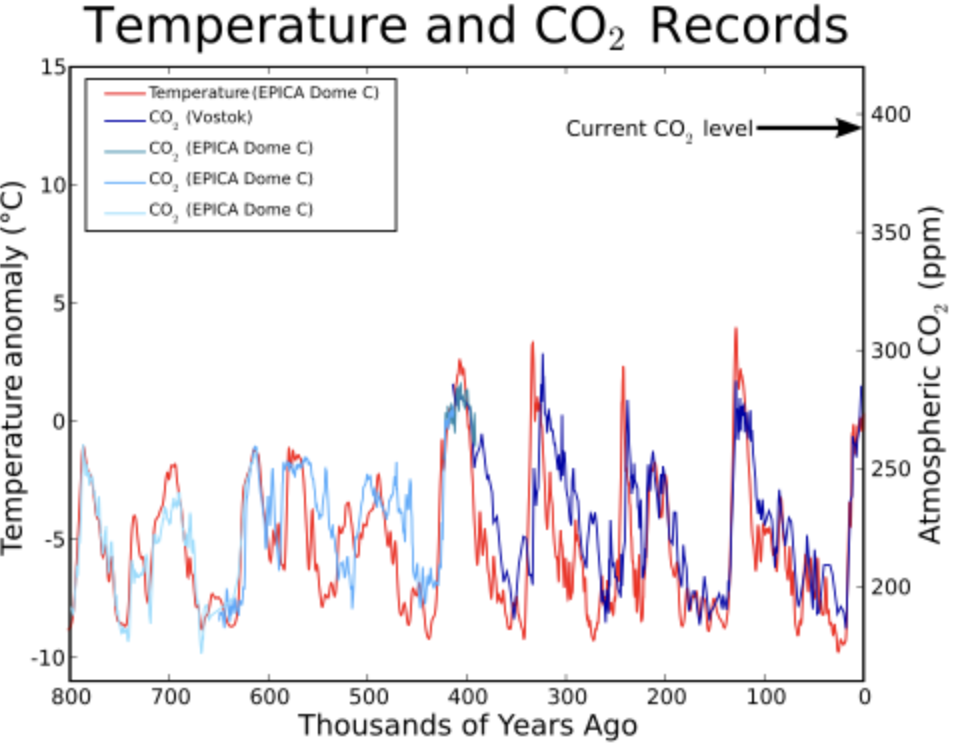 Temperature and CO₂ Records
Temperature (EPICA Dome C)
CO₂ (Vostok)
CO₂ (EPICA Dome C)
CO₂ (EPICA Dome C)
CO₂ (EPICA Dome C)
Current CO₂ level
Temperature anomaly (°C)
15
10
5
0
-5
-10
Atmospheric CO₂ (ppm)
400
350
300
250
200
800 700 600 500 400 300 200 100 0
Thousands of Years Ago